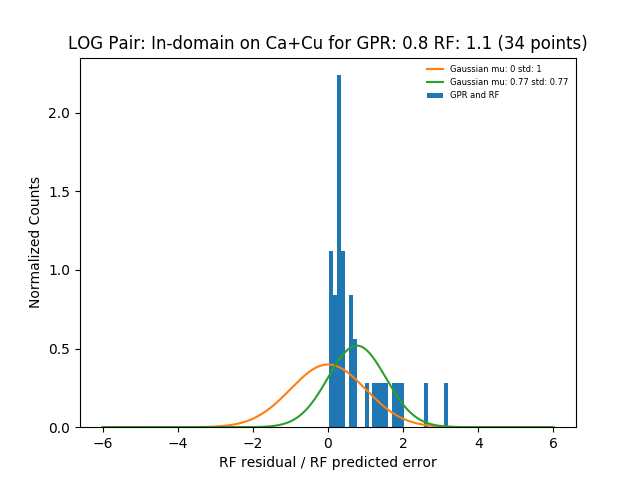 LOG Pair: In-domain on Ca+Cu for GPR: 0.8 RF: 1.1 (34 points)
Gaussian mu: 0 std: 1
Gaussian mu: 0.77 std: 0.77
GPR and RF
Normalized Counts
2.0
1.5
1.0
0.5
0.0
−6 −4 −2 0 2 4 6
RF residual / RF predicted error